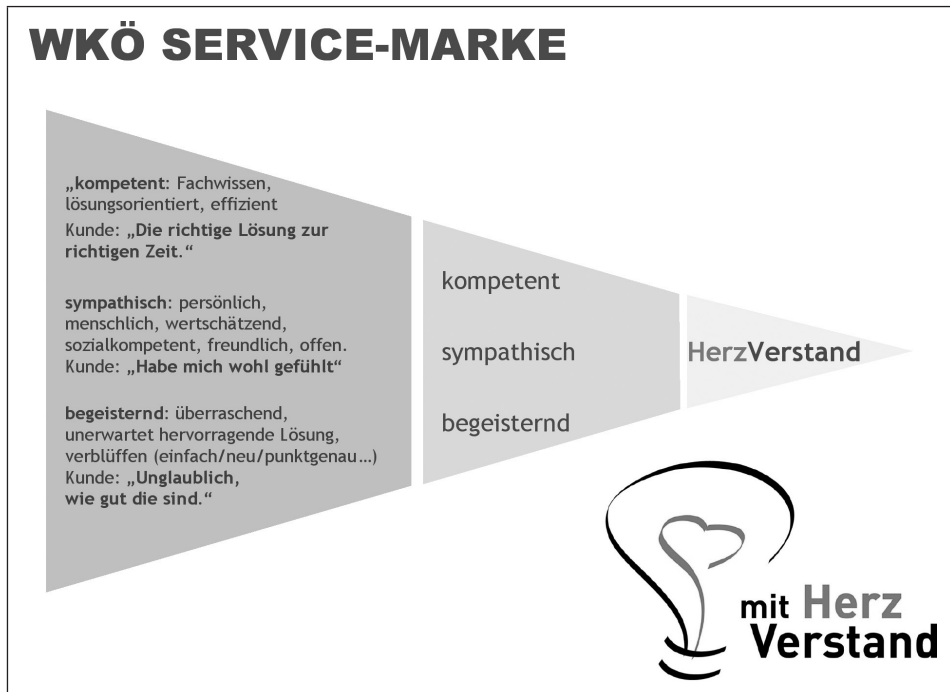 WKÖ SERVICE-MARKE
„kompetent: Fachwissen,
lösungsorientiert, effizient
Kunde: „Die richtige Lösung zur
richtigen Zeit.“
sympathisch: persönlich,
menschlich, wertschätzend,
sozialkompetent, freundlich, offen.
Kunde: „Habe mich wohl gefühlt“
begeisternd: überraschend,
unerwartet hervorragende Lösung,
verblüffen (einfach/neu/punktgenau…)
Kunde: „Unglaublich,
wie gut die sind.“
kompetent
sympathisch
begeisternd
HerzVerstand
mit Herz
Verstand